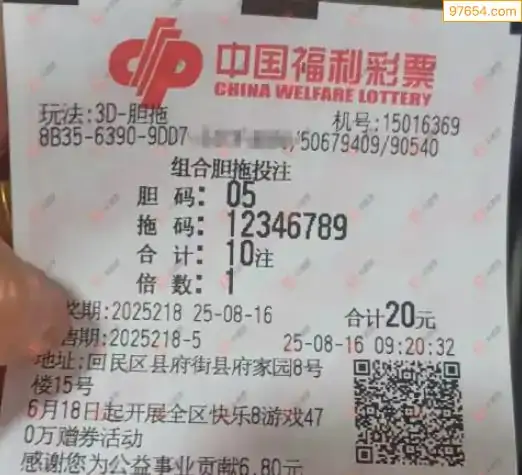 97654.com
中国福利彩票
CHINA WELFARE LOTTERY
玩法:3D-胆拖
机号:15016369
8B35-6390-9DD7-
/50679409/90540
组合胆拖投注
胆 码: 05
拖 码: 12346789
合 计: 10注
倍 数: 1
奖期:2025218 25-08-16
合计20元
售期:2025218-5
25-08-16 09:20:32
地址:回民区县府街县府家园8号
楼15号
6月18日起开展全区快乐8游戏47
0万赠券活动
感谢您为公益事业贡献6.80元